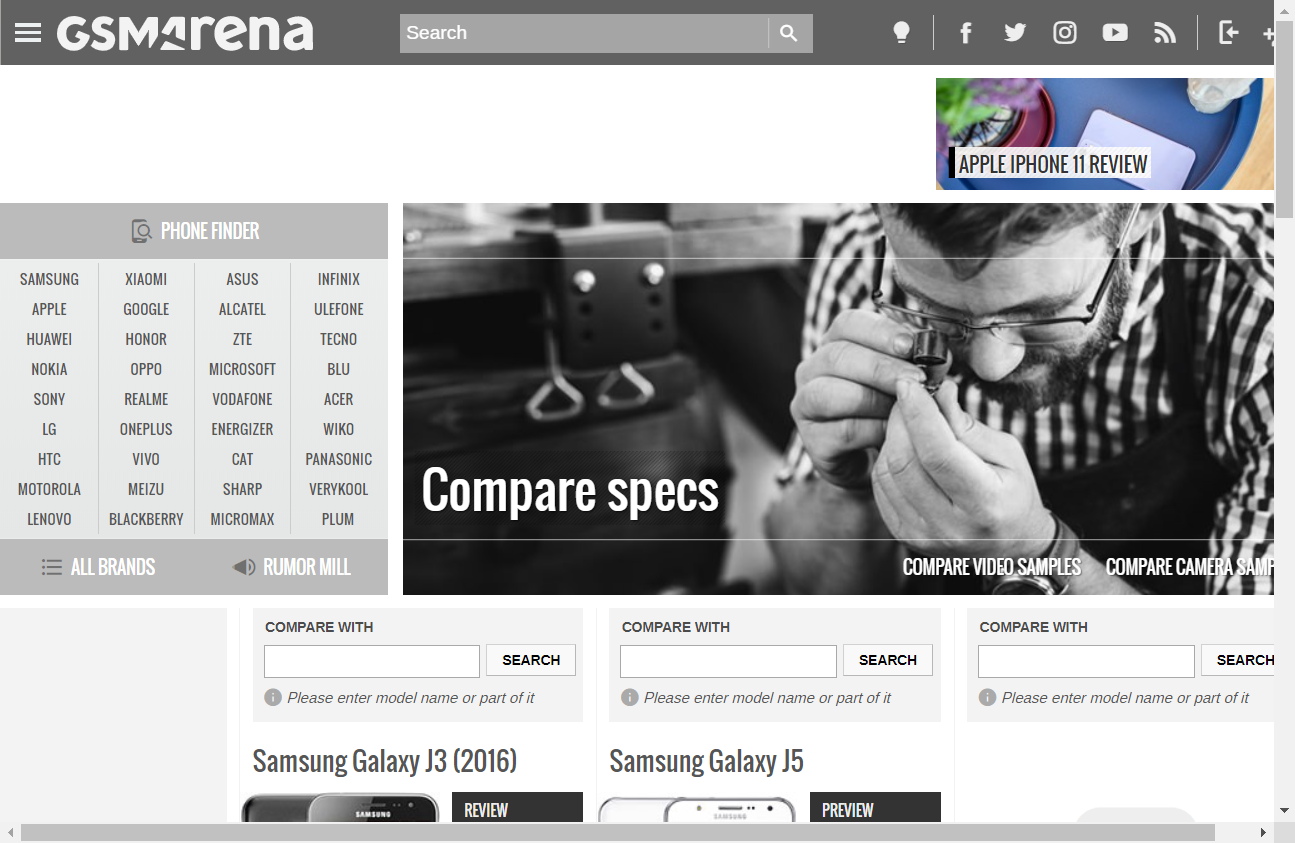 GSMArena
Search
APPLE IPHONE 11 REVIEW
PHONE FINDER
SAMSUNG XIAOMI ASUS INFINIX
APPLE GOOGLE ALCATEL ULEFONE
HUAWEI HONOR ZTE TECNO
NOKIA OPPO MICROSOFT BLU
SONY REALME VODAFONE ACER
LG ONEPLUS ENERGIZER WIKO
HTC VIVO CAT PANASONIC
MOTOROLA MEIZU SHARP VERYKOOL
LENOVO BLACKBERRY MICROMAX PLUM
ALL BRANDS RUMOR MILL
Compare specs
COMPARE VIDEO SAMPLES COMPARE CAMERA SAMP
COMPARE WITH COMPARE WITH COMPARE WITH
SEARCH SEARCH SEARCH
Please enter model name or part of it Please enter model name or part of it Please enter model name or part of it
Samsung Galaxy J3 (2016) Samsung Galaxy J5
SAMSUNG REVIEW SAMSUNG PREVIEW